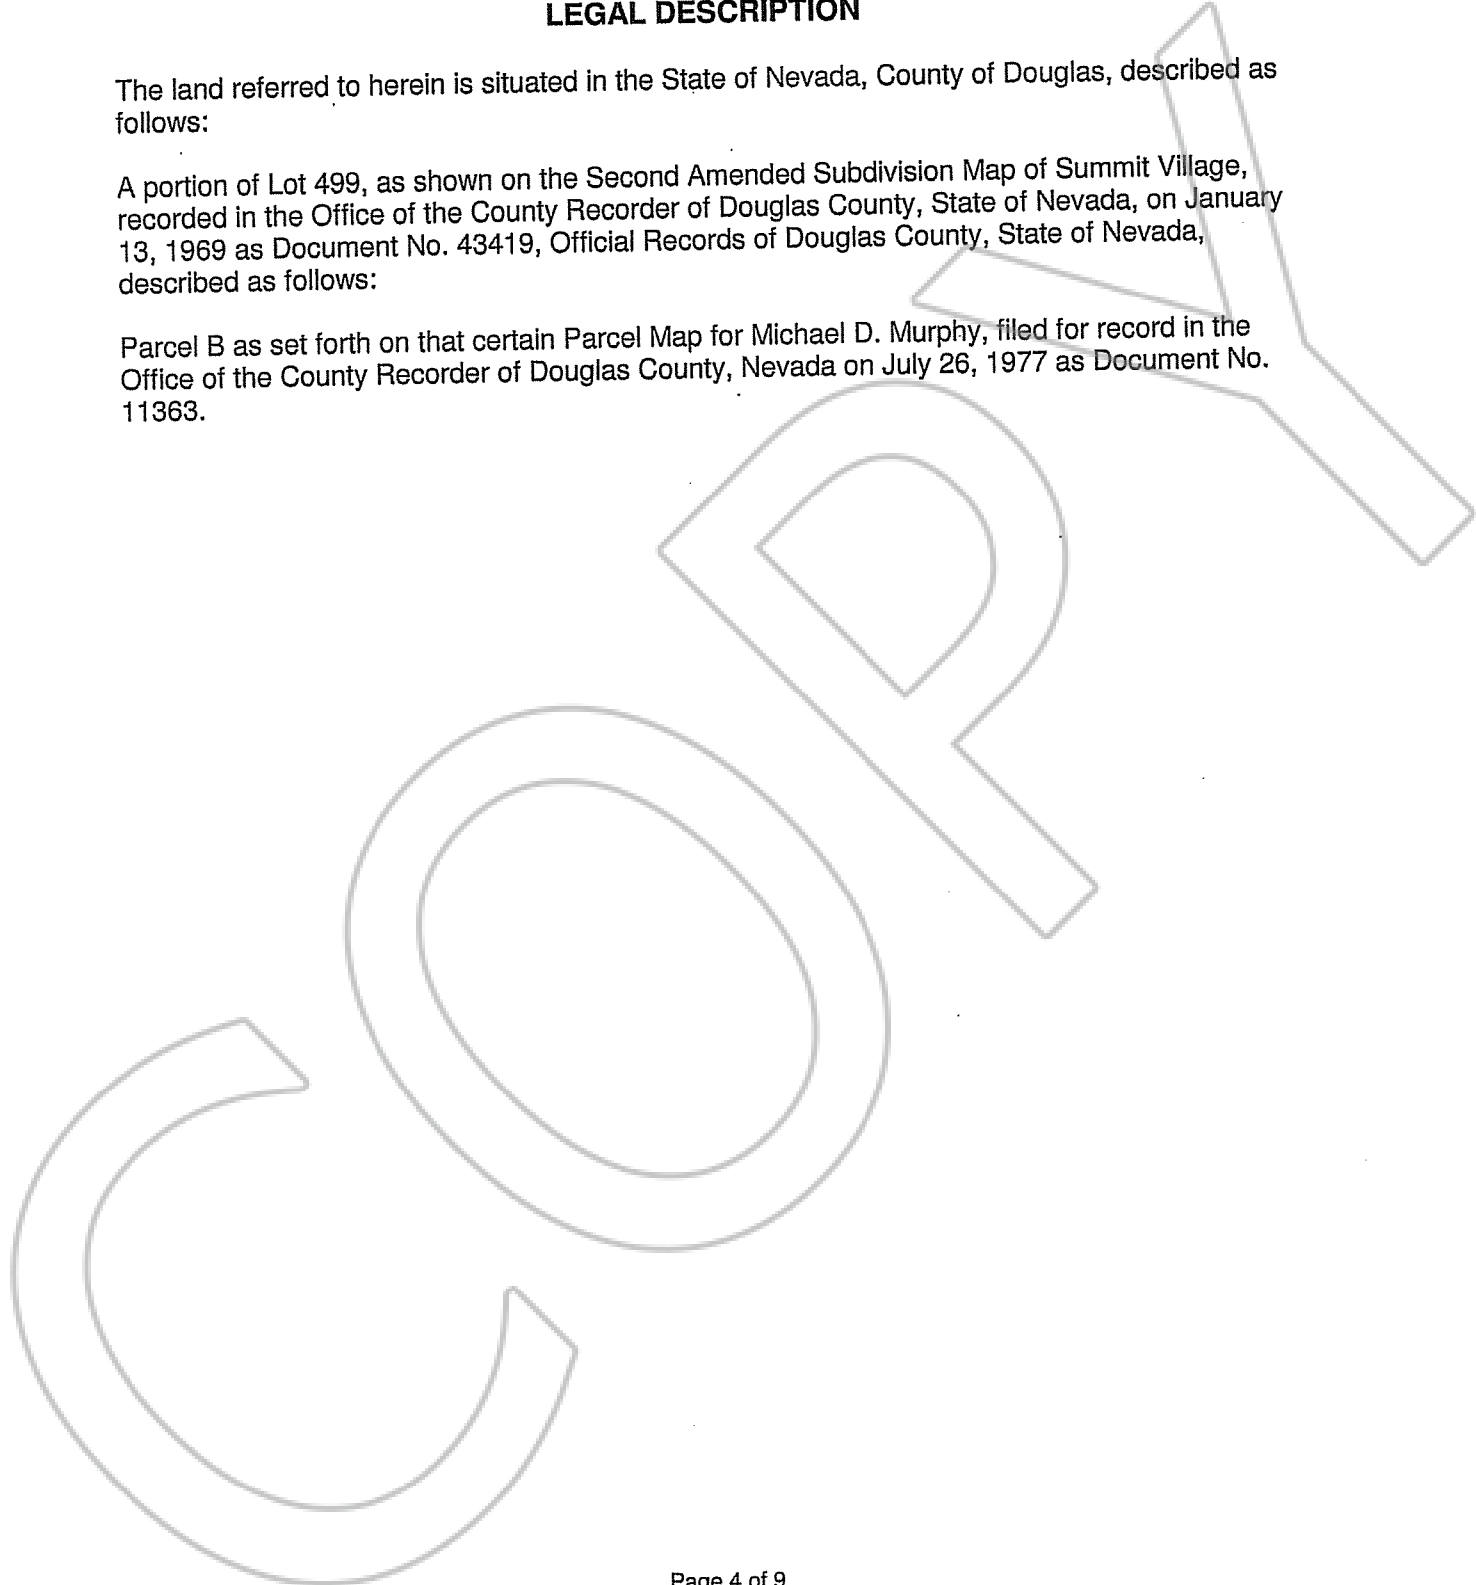 LEGAL DESCRIPTION
The land referred to herein is situated in the State of Nevada, County of Douglas, described as
follows:
A portion of Lot 499, as shown on the Second Amended Subdivision Map of Summit Village,
recorded in the Office of the County Recorder of Douglas County, State of Nevada, on January
13, 1969 as Document No. 43419, Official Records of Douglas County, State of Nevada,
described as follows:
Parcel B as set forth on that certain Parcel Map for Michael D. Murphy, filed for record in the
Office of the County Recorder of Douglas County, Nevada on July 26, 1977 as Document No.
11363.
COPY
Page 4 of 9